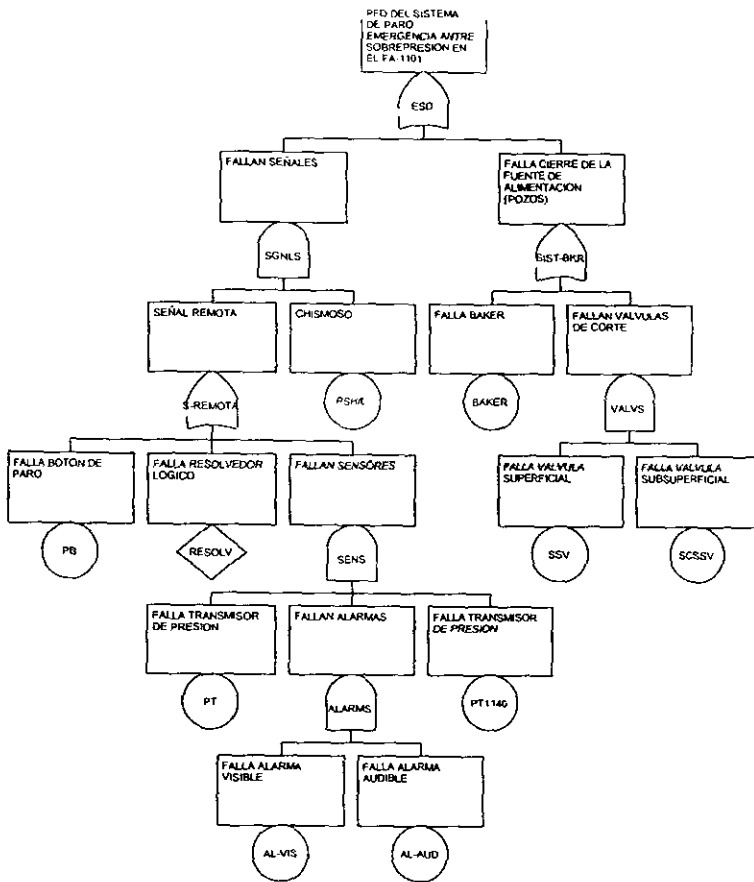 PFD DEL SISTEMA
DE PARO
EMERGENCIA ANTRE
SOBREPRESION EN
EL FA-1101
ESD
FALLAN SEÑALES
FALLA CIERRE DE LA
FUENTE DE
ALIMENTACION
(POZOS)
SGNLS
SIST-BKR
SEÑAL REMOTA
CHISMOSO
FALLA BAKER
FALLAN VALVULAS
DE CORTE
S-REMOTA
BAKER
VALVS
FALLA BOTON DE
PARO
FALLA RESOLVEDOR
LOGICO
FALLAN SENSORES
FALLA VALVULA
SUPERFICIAL
FALLA VALVULA
SUBSUPERFICIAL
PB
RESOLV
SENS
SSV
SCSSV
FALLA TRANSMISOR
DE PRESION
FALLAN ALARMAS
FALLA TRANSMISOR
DE PRESION
PT
ALARMS
PT1140
FALLA ALARMA
VISIBLE
FALLA ALARMA
AUDIBLE
AL-VIS
AL-AUD